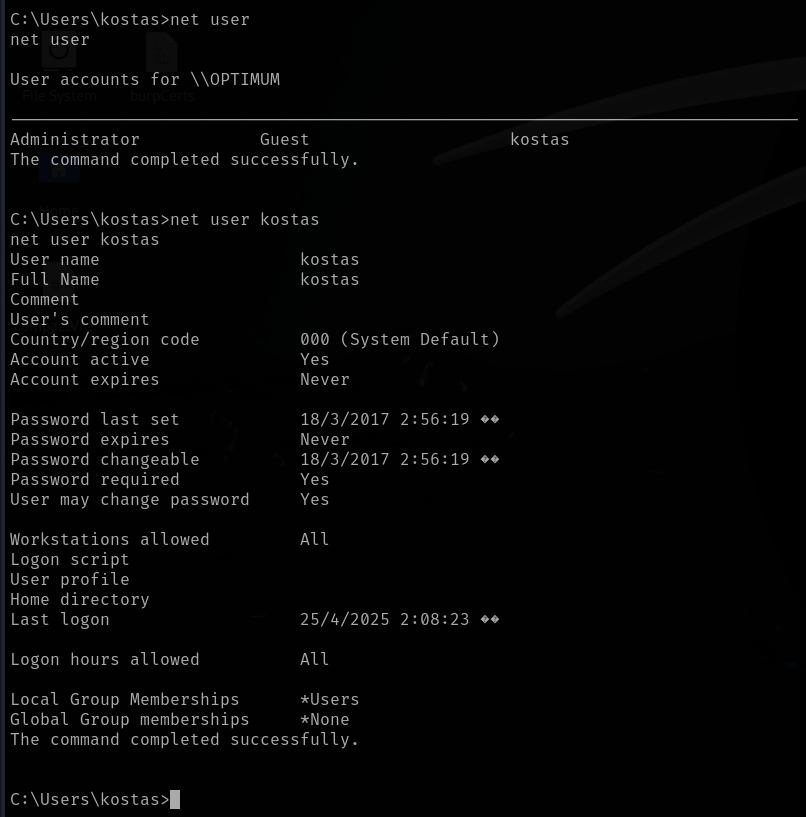 C:\Users\kostas>net user
net user
User accounts for \\OPTIMUM
-------------------------------------------------------------------------------
Administrator            Guest                    kostas
The command completed successfully.
C:\Users\kostas>net user kostas
net user kostas
User name                    kostas
Full Name                    kostas
Comment
User's comment
Country/region code          000 (System Default)
Account active               Yes
Account expires              Never
Password last set            18/3/2017 2:56:19 ��
Password expires             Never
Password changeable          18/3/2017 2:56:19 ��
Password required            Yes
User may change password     Yes
Workstations allowed         All
Logon script
User profile
Home directory
Last logon                   25/4/2025 2:08:23 ��
Logon hours allowed          All
Local Group Memberships      *Users
Global Group memberships     *None
The command completed successfully.
C:\Users\kostas>
File System
burpCerts